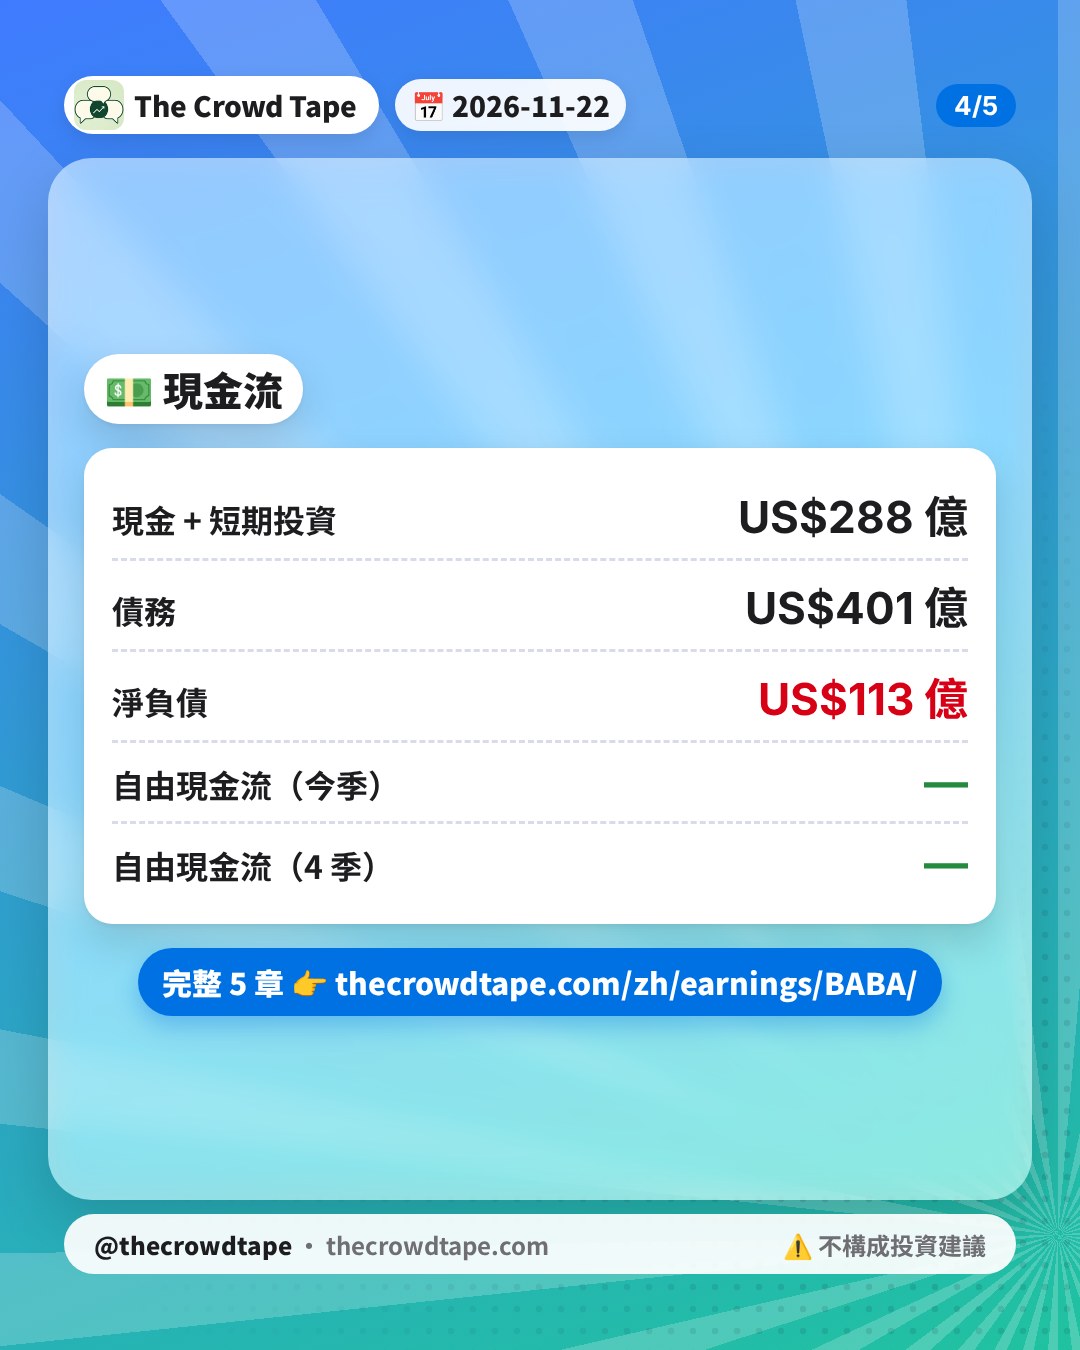 The Crowd Tape
📅 2026-11-22
4/5
💵 現金流
現金 + 短期投資 US$288 億
債務 US$401 億
淨負債 US$113 億
自由現金流（今季） —
自由現金流（4 季） —
完整 5 章 👉 thecrowdtape.com/zh/earnings/BABA/
@thecrowdtape · thecrowdtape.com ⚠️ 不構成投資建議